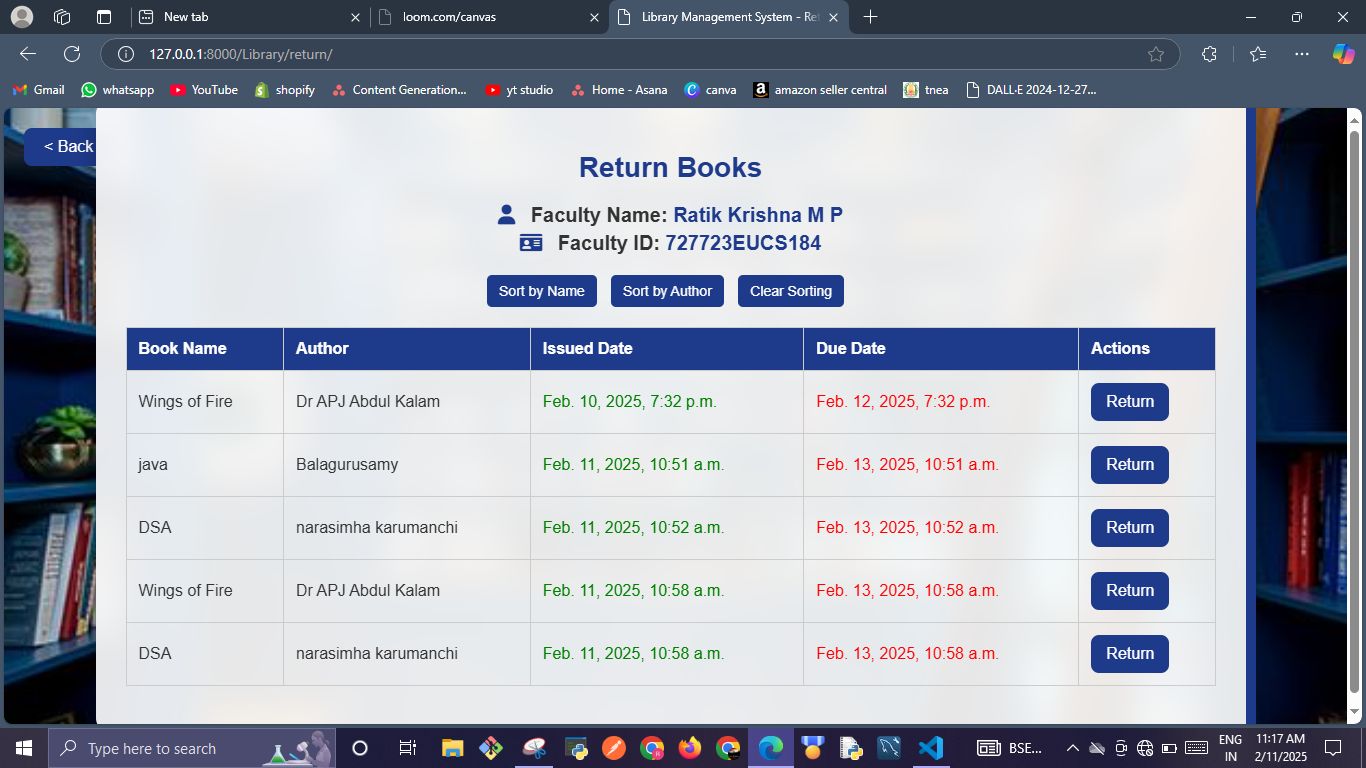 New tab
loom.com/canvas
Library Management System - Ret
127.0.0.1:8000/Library/return/
Gmail whatsapp YouTube shopify Content Generation... yt studio Home - Asana canva amazon seller central tnea DALL·E 2024-12-27...
< Back
Return Books
Faculty Name: Ratik Krishna M P
Faculty ID: 727723EUCS184
Sort by Name Sort by Author Clear Sorting
Book Name Author Issued Date Due Date Actions
Wings of Fire Dr APJ Abdul Kalam Feb. 10, 2025, 7:32 p.m. Feb. 12, 2025, 7:32 p.m. Return
java Balagurusamy Feb. 11, 2025, 10:51 a.m. Feb. 13, 2025, 10:51 a.m. Return
DSA narasimha karumanchi Feb. 11, 2025, 10:52 a.m. Feb. 13, 2025, 10:52 a.m. Return
Wings of Fire Dr APJ Abdul Kalam Feb. 11, 2025, 10:58 a.m. Feb. 13, 2025, 10:58 a.m. Return
DSA narasimha karumanchi Feb. 11, 2025, 10:58 a.m. Feb. 13, 2025, 10:58 a.m. Return
Type here to search
BSE...
ENG
IN
11:17 AM
2/11/2025